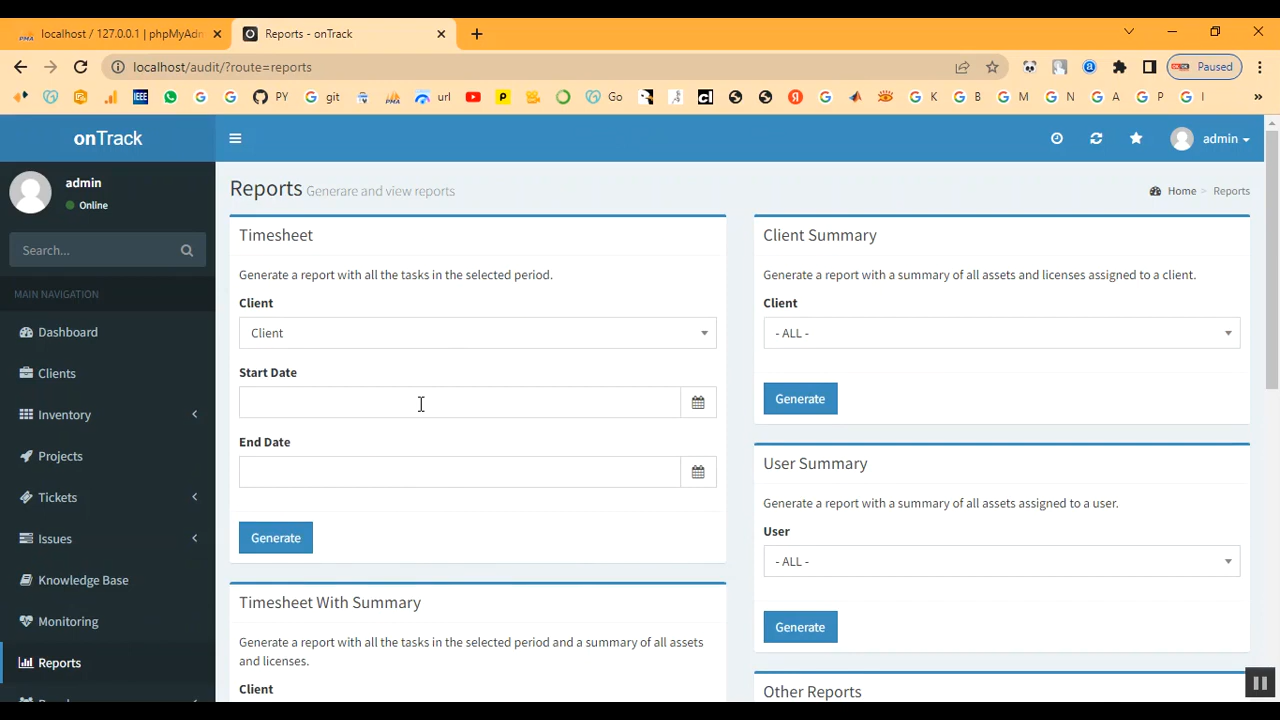 localhost / 127.0.0.1 | phpMyAdn
Reports - onTrack
localhost/audit/?route=reports
Paused
PY
git
url
Go
K
B
M
N
A
P
I
onTrack
admin
admin
Online
Search...
MAIN NAVIGATION
Dashboard
Clients
Inventory
Projects
Tickets
Issues
Knowledge Base
Monitoring
Reports
Reports Generare and view reports
Home > Reports
Timesheet
Generate a report with all the tasks in the selected period.
Client
Client
Start Date
End Date
Generate
Timesheet With Summary
Generate a report with all the tasks in the selected period and a summary of all assets
and licenses.
Client
Client Summary
Generate a report with a summary of all assets and licenses assigned to a client.
Client
- ALL -
Generate
User Summary
Generate a report with a summary of all assets assigned to a user.
User
- ALL -
Generate
Other Reports